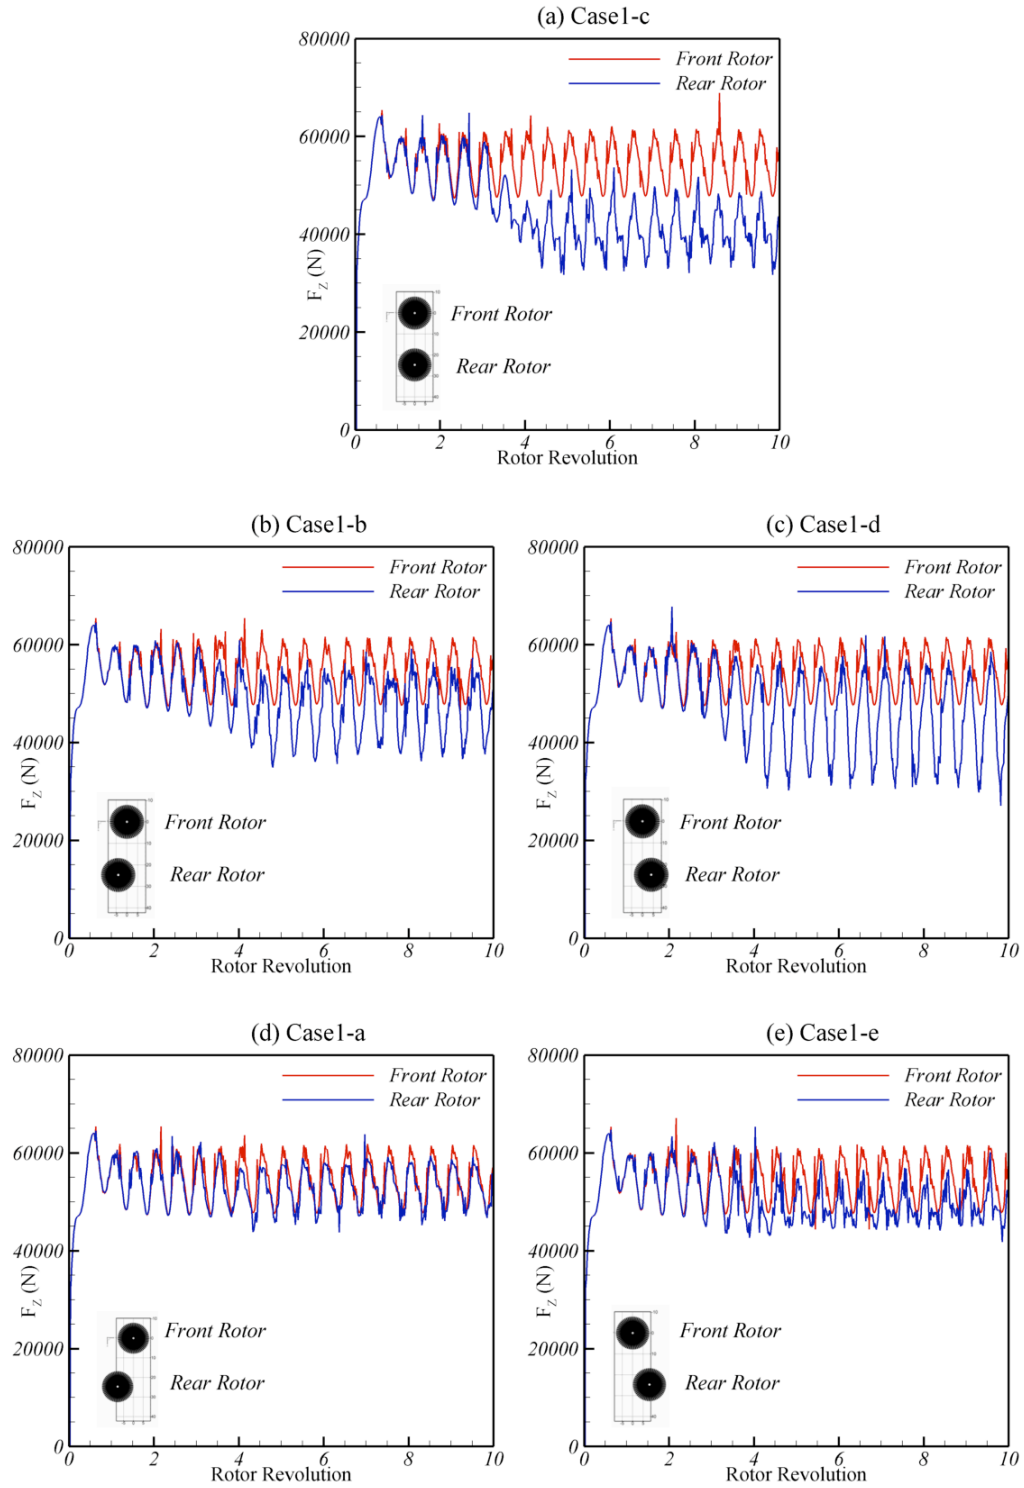 (a) Case1-c
80000
60000
40000
20000
0
F_Z (N)
Front Rotor
Rear Rotor
Front Rotor
Rear Rotor
0 2 4 6 8 10
Rotor Revolution
(b) Case1-b
80000
60000
40000
20000
0
F_Z (N)
Front Rotor
Rear Rotor
Front Rotor
Rear Rotor
0 2 4 6 8 10
Rotor Revolution
(c) Case1-d
80000
60000
40000
20000
0
F_Z (N)
Front Rotor
Rear Rotor
Front Rotor
Rear Rotor
0 2 4 6 8 10
Rotor Revolution
(d) Case1-a
80000
60000
40000
20000
0
F_Z (N)
Front Rotor
Rear Rotor
Front Rotor
Rear Rotor
0 2 4 6 8 10
Rotor Revolution
(e) Case1-e
80000
60000
40000
20000
0
F_Z (N)
Front Rotor
Rear Rotor
Front Rotor
Rear Rotor
0 2 4 6 8 10
Rotor Revolution